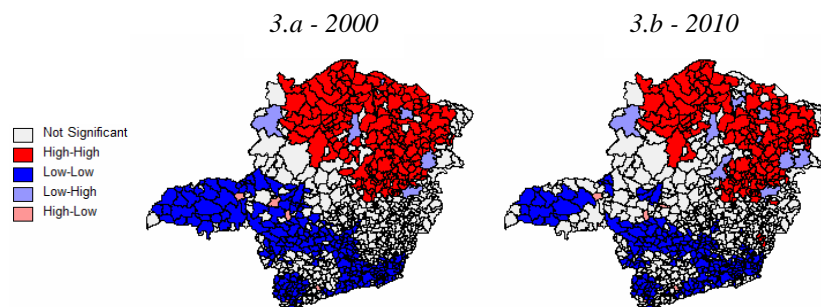 3.a - 2000
3.b - 2010
Not Significant
High-High
Low-Low
Low-High
High-Low